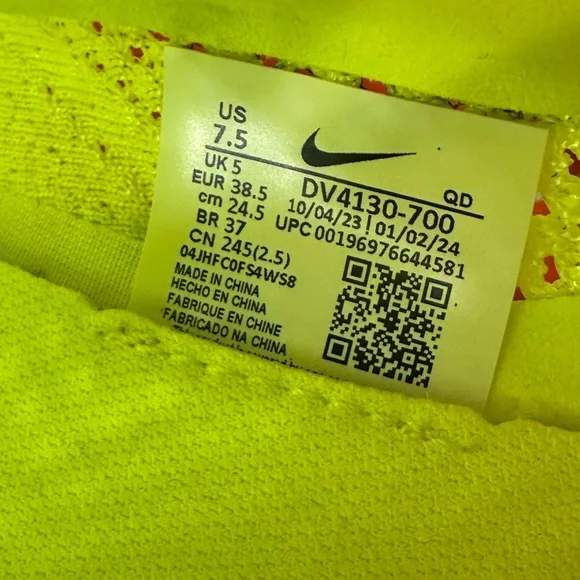 US
7.5
UK 5
EUR 38.5
cm 24.5
BR 37
CN 245(2.5)
04JHFC0FS4WS8
MADE IN CHINA
HECHO EN CHINA
FABRIQUE EN CHINE
FABRICADO NA CHINA
QD
DV4130-700
10/04/23 | 01/02/24
UPC 00196976644581